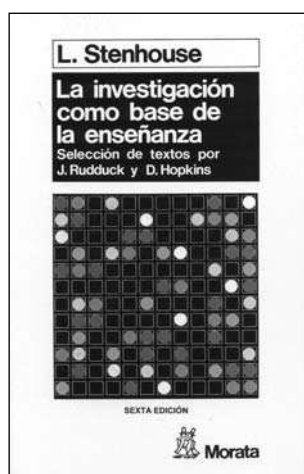 L. Stenhouse
La investigación
como base de
la enseñanza
Selección de textos por
J. Rudduck y D. Hopkins
SEXTA EDICIÓN
Morata